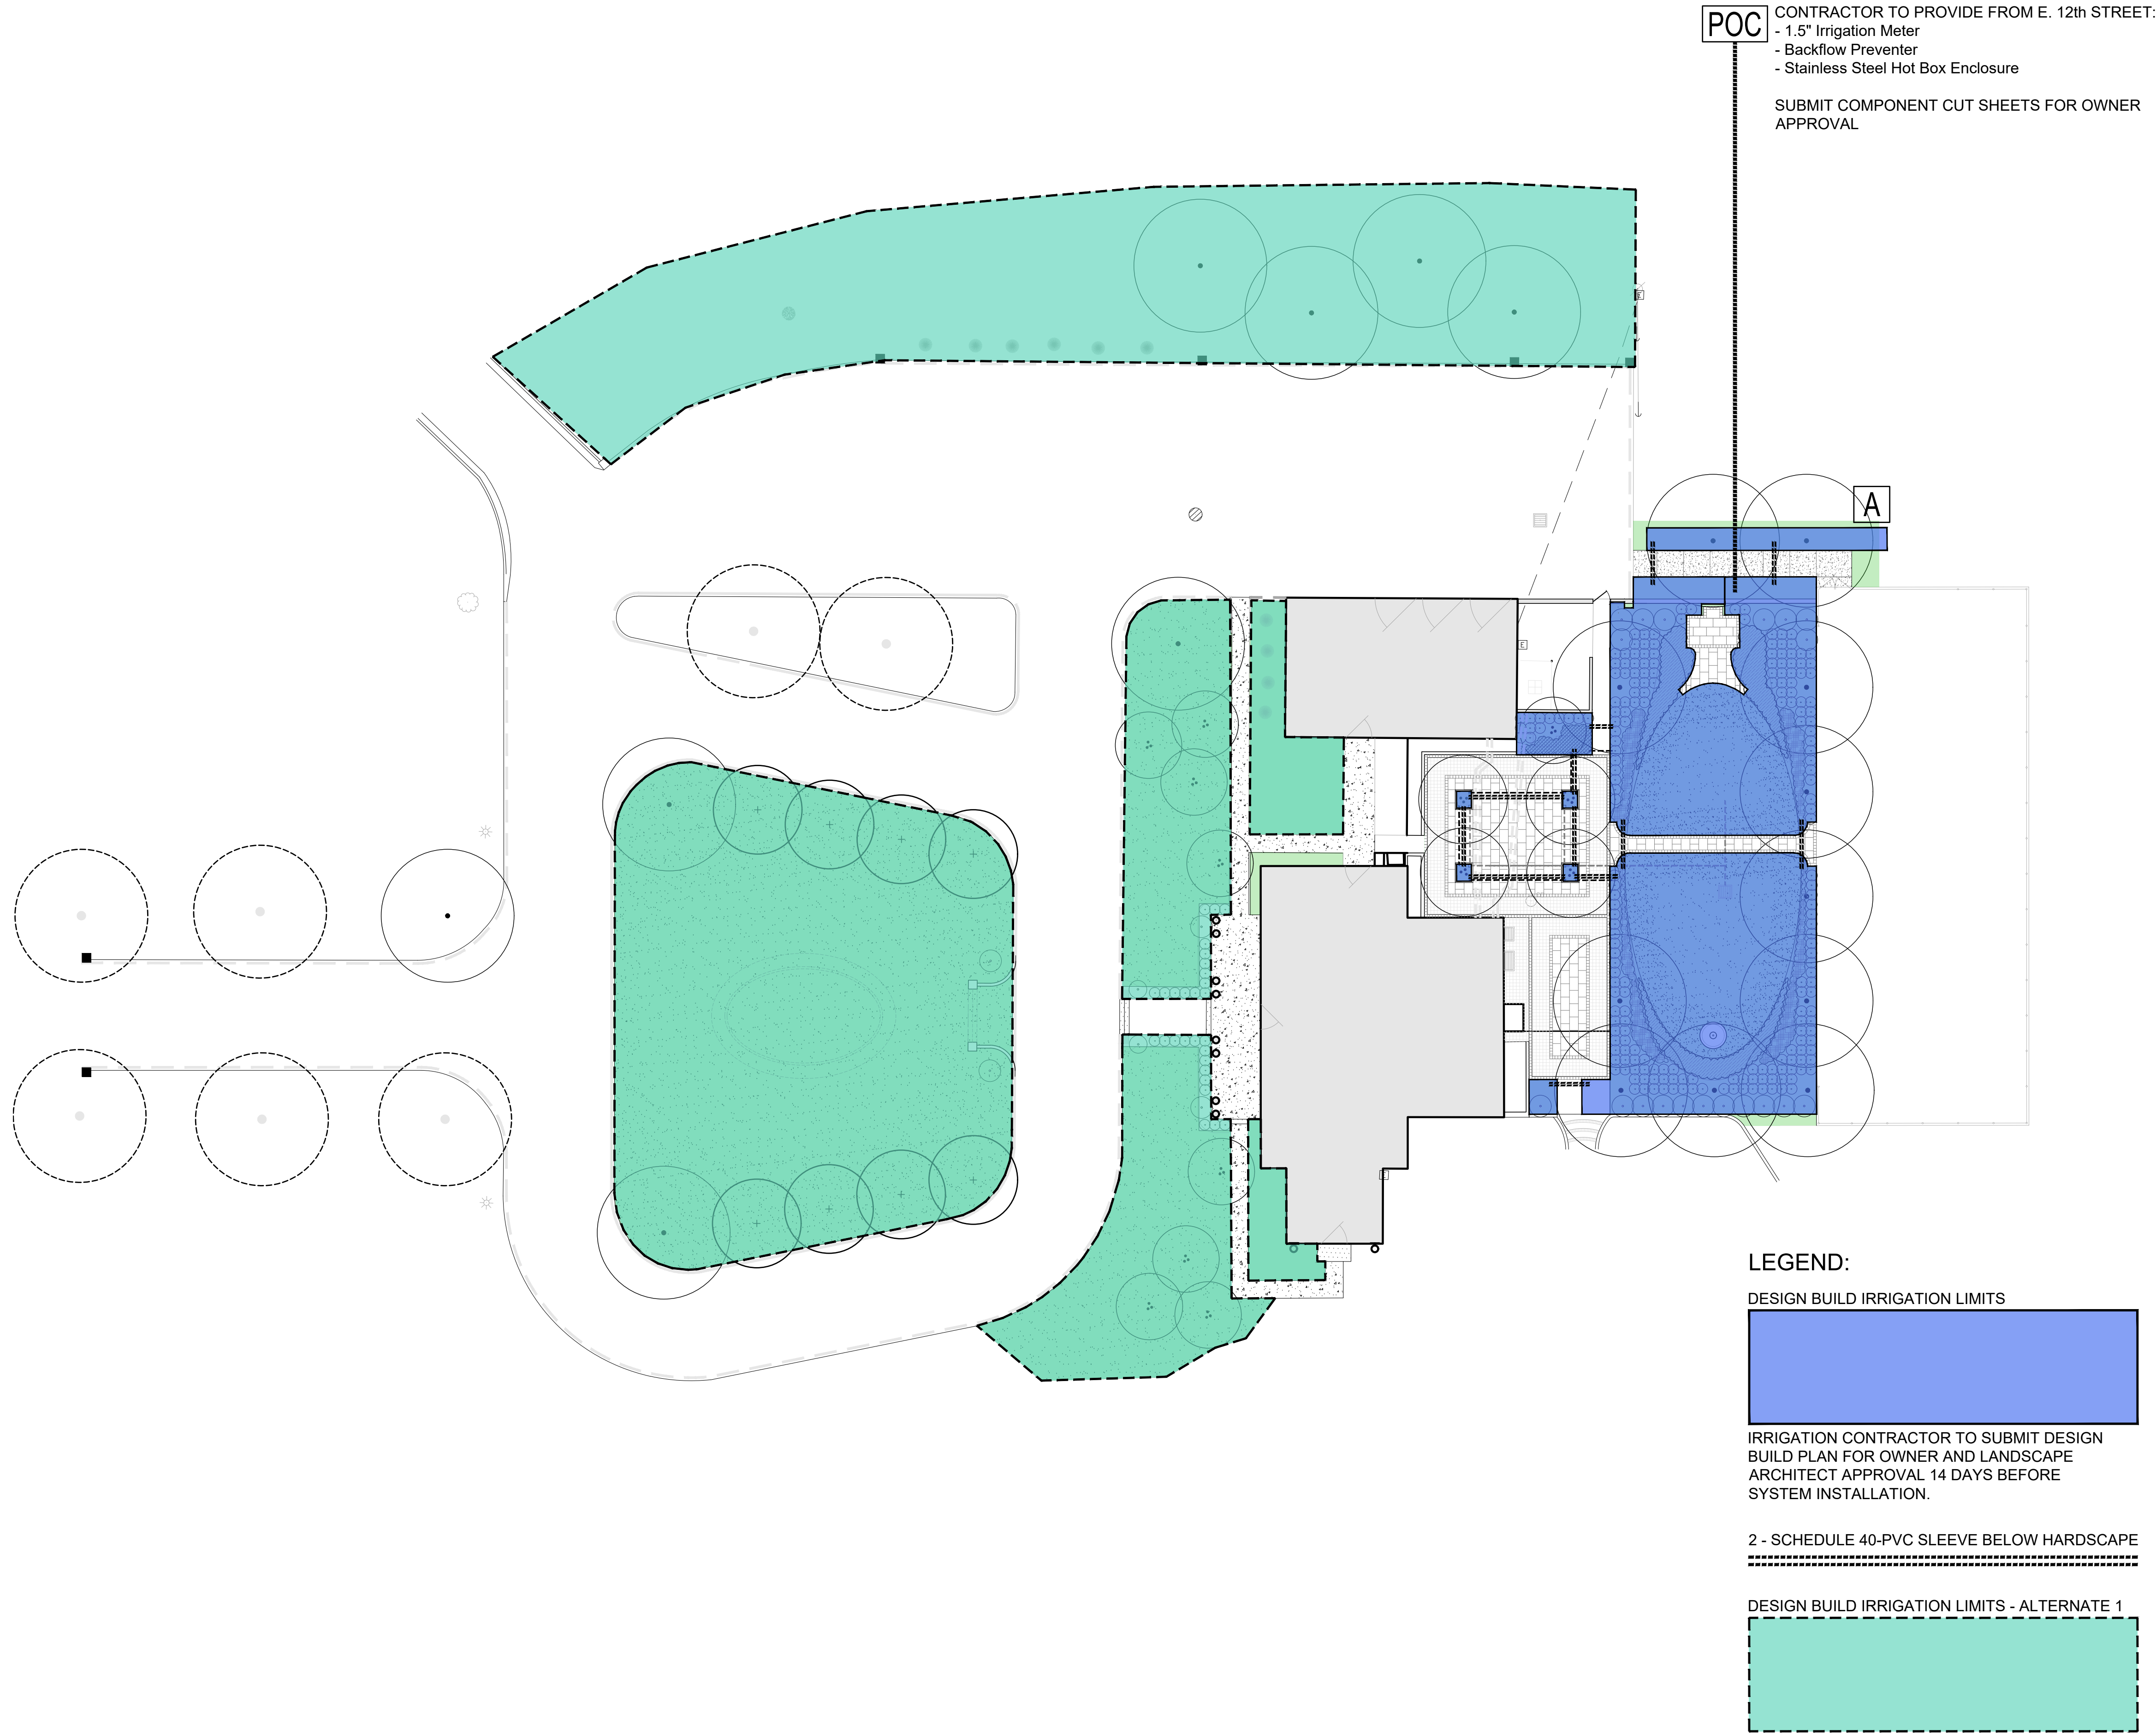 POC
CONTRACTOR TO PROVIDE FROM E. 12th STREET:
- 1.5" Irrigation Meter
- Backflow Preventer
- Stainless Steel Hot Box Enclosure
SUBMIT COMPONENT CUT SHEETS FOR OWNER
APPROVAL
A
LEGEND:
DESIGN BUILD IRRIGATION LIMITS
IRRIGATION CONTRACTOR TO SUBMIT DESIGN
BUILD PLAN FOR OWNER AND LANDSCAPE
ARCHITECT APPROVAL 14 DAYS BEFORE
SYSTEM INSTALLATION.
2 - SCHEDULE 40-PVC SLEEVE BELOW HARDSCAPE
DESIGN BUILD IRRIGATION LIMITS - ALTERNATE 1